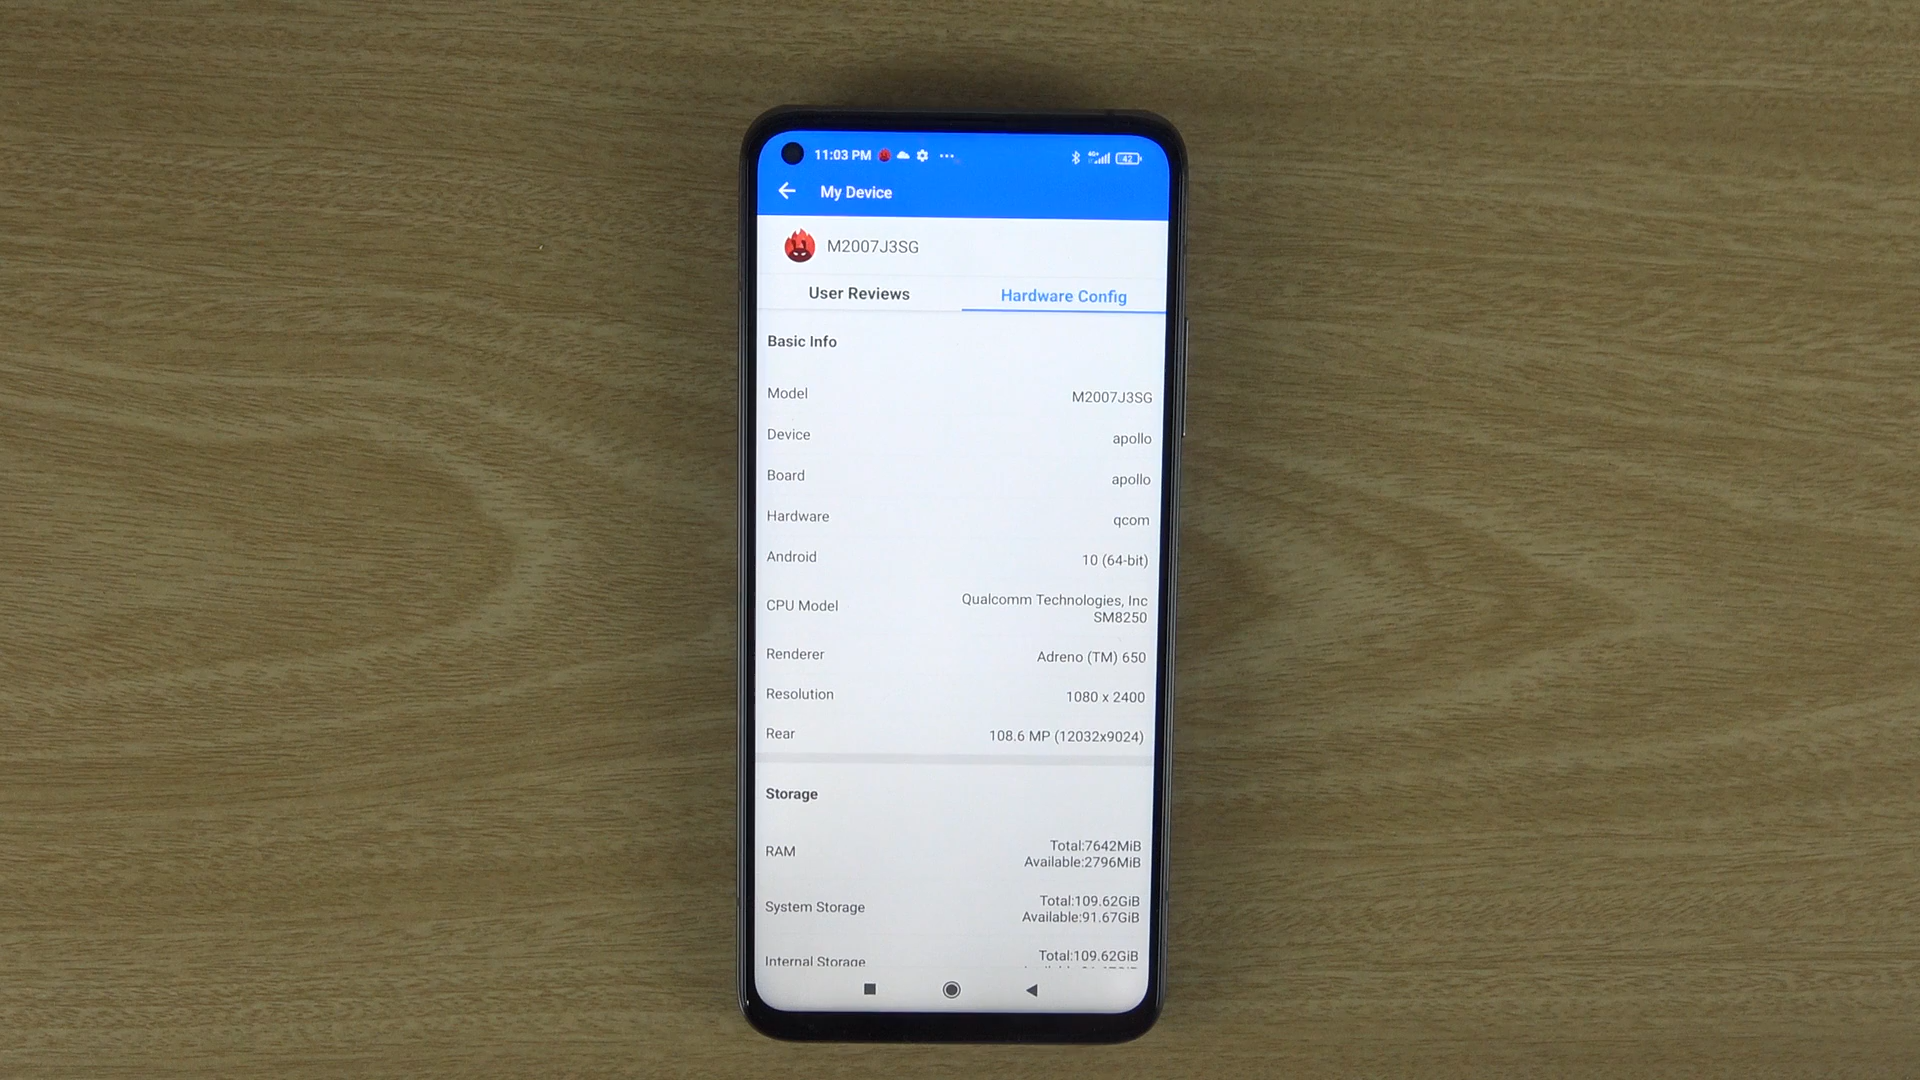 11:03 PM
4G+
42
My Device
M2007J3SG
User Reviews
Hardware Config
Basic Info
Model M2007J3SG
Device apollo
Board apollo
Hardware qcom
Android 10 (64-bit)
CPU Model Qualcomm Technologies, Inc
SM8250
Renderer Adreno (TM) 650
Resolution 1080 x 2400
Rear 108.6 MP (12032x9024)
Storage
RAM Total:7642MiB
Available:2796MiB
System Storage Total:109.62GiB
Available:91.67GiB
Internal Storage Total:109.62GiB